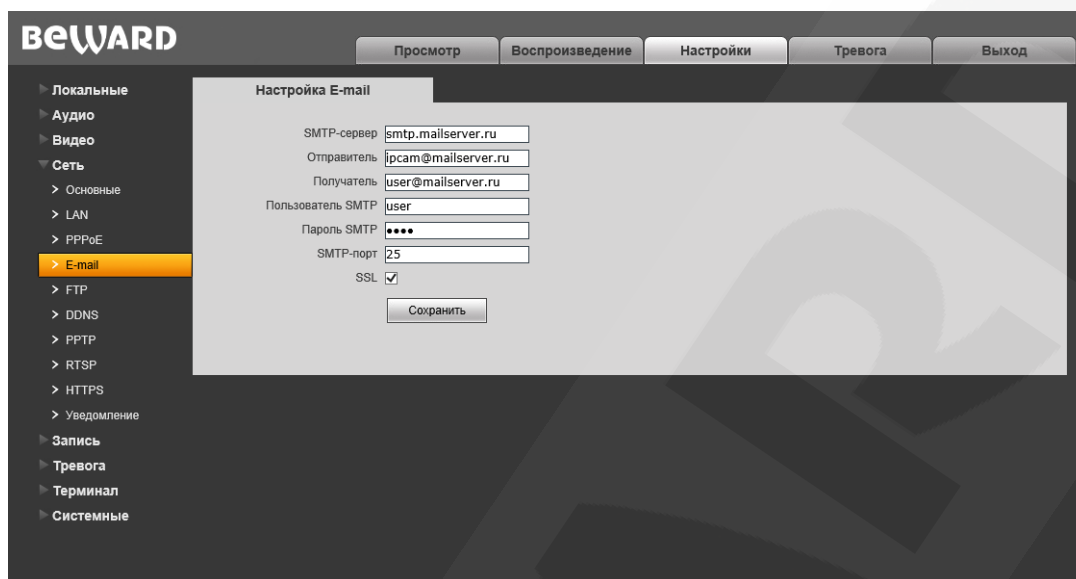 BEWARD
Просмотр
Воспроизведение
Настройки
Тревога
Выход
Локальные
Аудио
Видео
Сеть
> Основные
> LAN
> PPPoE
> E-mail
> FTP
> DDNS
> PPTP
> RTSP
> HTTPS
> Уведомление
Запись
Тревога
Терминал
Системные
Настройка E-mail
SMTP-сервер smtp.mailserver.ru
Отправитель ipcam@mailserver.ru
Получатель user@mailserver.ru
Пользователь SMTP user
Пароль SMTP ••••
SMTP-порт 25
SSL
Сохранить